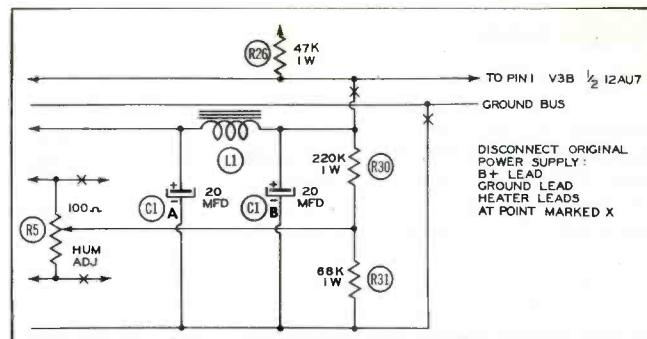 R26
47K
1W
TO PIN 1 V3B ½ 12AU7
GROUND BUS
L1
DISCONNECT ORIGINAL
POWER SUPPLY:
B+ LEAD
GROUND LEAD
HEATER LEADS
AT POINT MARKED X
220K
1W
R30
+
20
MFD
-
C1
A
+
20
MFD
-
C1
B
100Ω
R5
HUM
ADJ
68K
1W
R31